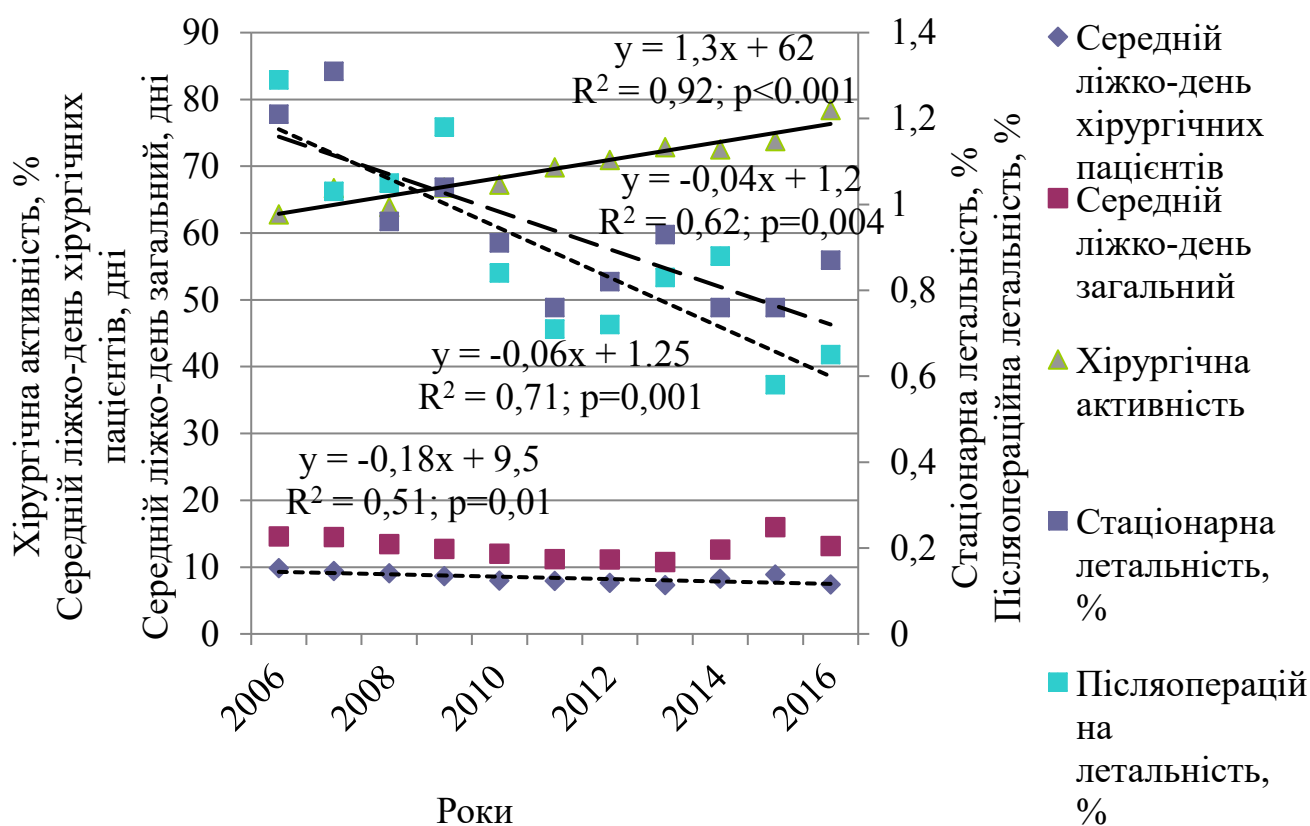 Хірургічна активність, %
Середній ліжко-день хірургічних
пацієнтів, дні
Середній ліжко-день загальний, дні
90
80
70
60
50
40
30
20
10
0
y = 1,3x + 62
R² = 0,92; p<0.001
y = -0,04x + 1,2
R² = 0,62; p=0,004
y = -0,06x + 1.25
R² = 0,71; p=0,001
y = -0,18x + 9,5
R² = 0,51; p=0,01
1,4
1,2
1
0,8
0,6
0,4
0,2
0
Стаціонарна летальність, %
Післяопераційна летальність, %
2006
2008
2010
2012
2014
2016
Роки
Середній
ліжко-день
хірургічних
пацієнтів
Середній
ліжко-день
загальний
Хірургічна
активність
Стаціонарна
летальність,
%
Післяоперацій
на
летальність,
%